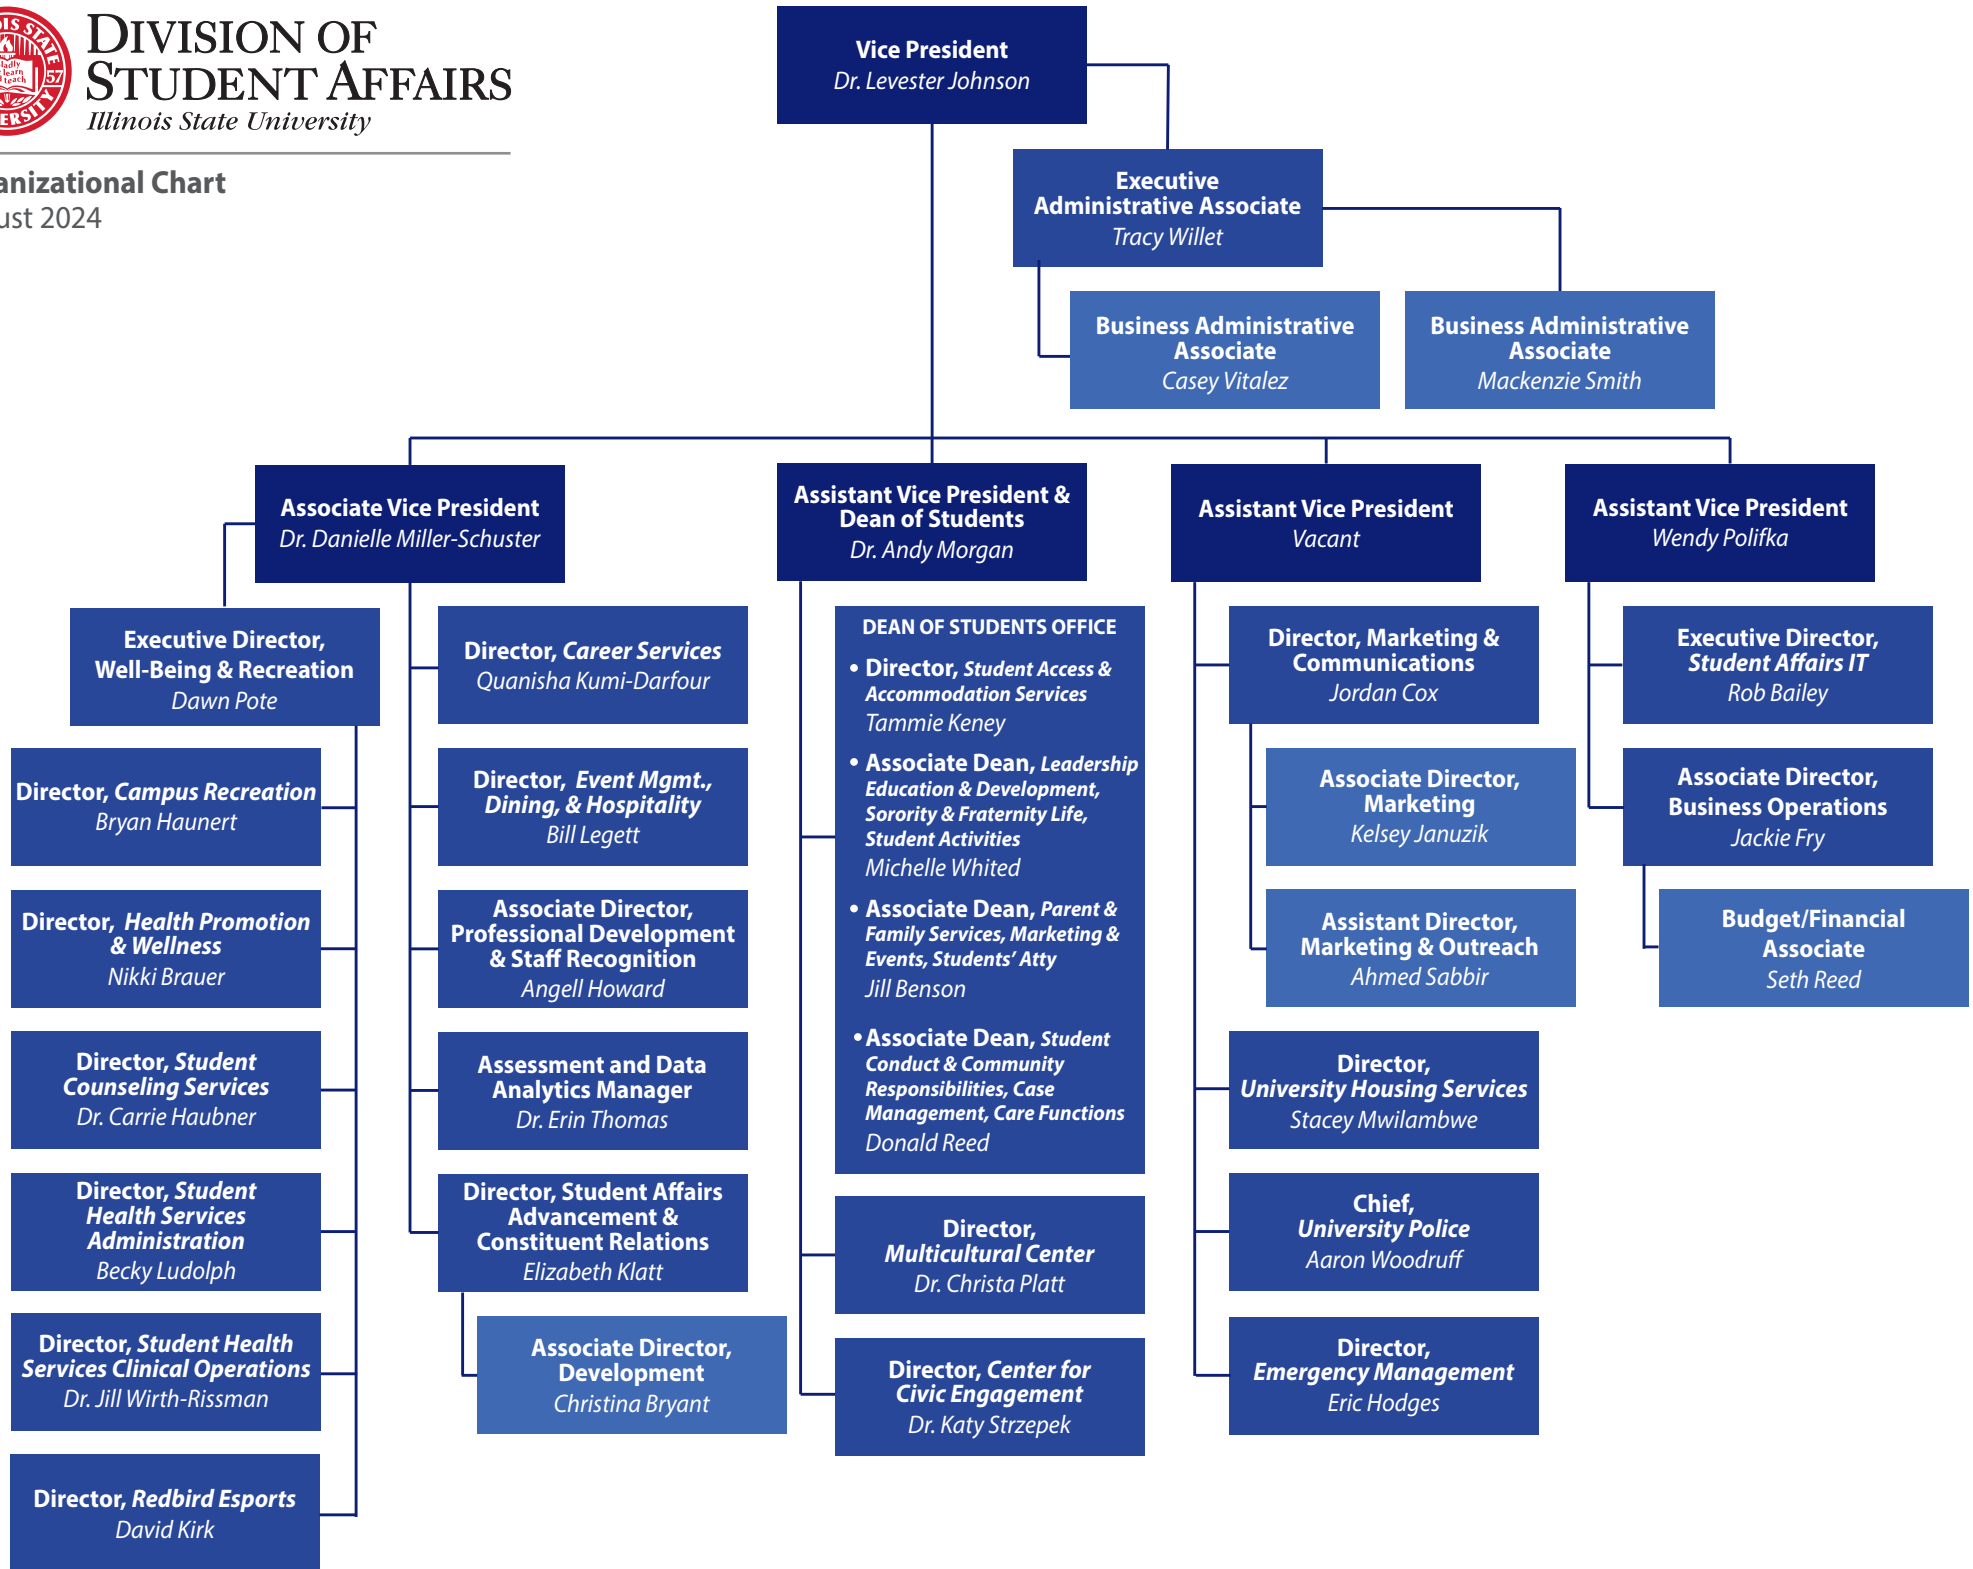 DIVISION OF
STUDENT AFFAIRS
Illinois State University
anizational Chart
ust 2024
Vice President
Dr. Levester Johnson
Executive
Administrative Associate
Tracy Willet
Business Administrative
Associate
Casey Vitalez
Business Administrative
Associate
Mackenzie Smith
Associate Vice President
Dr. Danielle Miller-Schuster
Assistant Vice President &
Dean of Students
Dr. Andy Morgan
Assistant Vice President
Vacant
Assistant Vice President
Wendy Polifka
Executive Director,
Well-Being & Recreation
Dawn Pote
Director, Campus Recreation
Bryan Haunert
Director, Health Promotion
& Wellness
Nikki Brauer
Director, Student
Counseling Services
Dr. Carrie Haubner
Director, Student
Health Services
Administration
Becky Ludolph
Director, Student Health
Services Clinical Operations
Dr. Jill Wirth-Rissman
Director, Redbird Esports
David Kirk
Director, Career Services
Quanisha Kumi-Darfour
Director, Event Mgmt.,
Dining, & Hospitality
Bill Legett
Associate Director,
Professional Development
& Staff Recognition
Angell Howard
Assessment and Data
Analytics Manager
Dr. Erin Thomas
Director, Student Affairs
Advancement &
Constituent Relations
Elizabeth Klatt
Associate Director,
Development
Christina Bryant
DEAN OF STUDENTS OFFICE
• Director, Student Access &
Accommodation Services
Tammie Keney
• Associate Dean, Leadership
Education & Development,
Sorority & Fraternity Life,
Student Activities
Michelle Whited
• Associate Dean, Parent &
Family Services, Marketing &
Events, Students' Atty
Jill Benson
• Associate Dean, Student
Conduct & Community
Responsibilities, Case
Management, Care Functions
Donald Reed
Director,
Multicultural Center
Dr. Christa Platt
Director, Center for
Civic Engagement
Dr. Katy Strzepek
Director, Marketing &
Communications
Jordan Cox
Associate Director,
Marketing
Kelsey Januzik
Assistant Director,
Marketing & Outreach
Ahmed Sabbir
Director,
University Housing Services
Stacey Mwilambwe
Chief,
University Police
Aaron Woodruff
Director,
Emergency Management
Eric Hodges
Executive Director,
Student Affairs IT
Rob Bailey
Associate Director,
Business Operations
Jackie Fry
Budget/Financial
Associate
Seth Reed